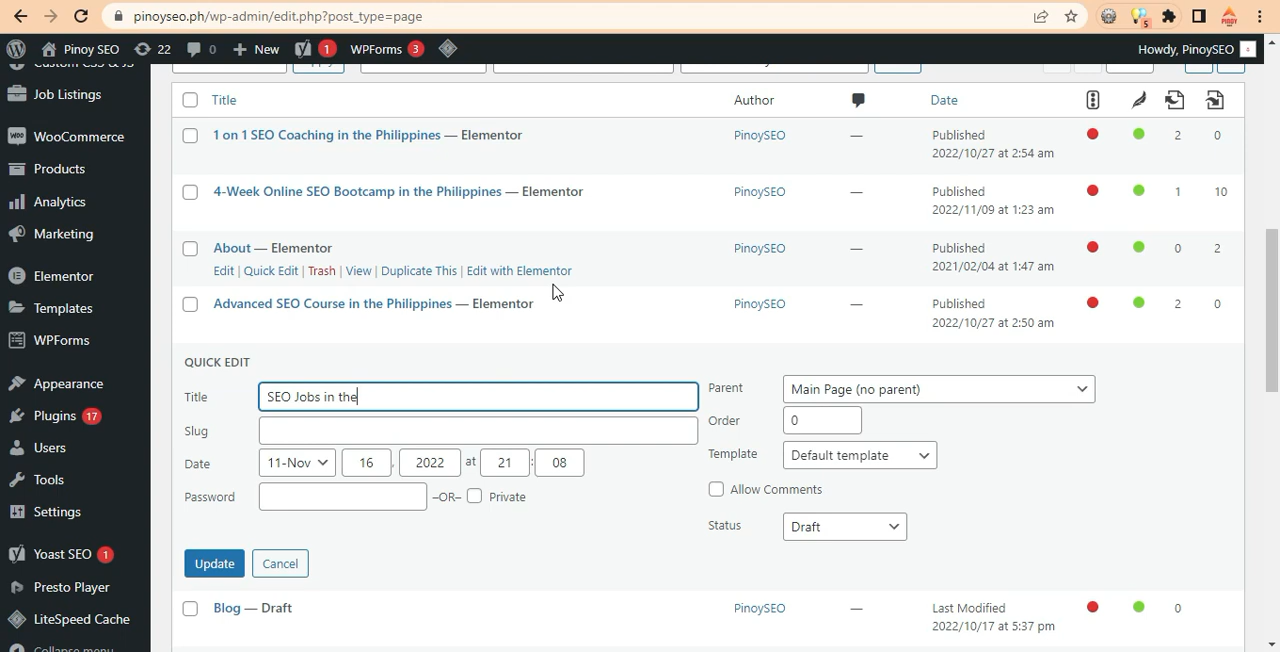 pinoyseo.ph/wp-admin/edit.php?post_type=page
5
PINOY
Pinoy SEO 22 0 New 1 WPForms 3
Howdy, PinoySEO
Custom CSS & JS
Job Listings
WooCommerce
Products
Analytics
Marketing
Elementor
Templates
WPForms
Appearance
Plugins 17
Users
Tools
Settings
Yoast SEO 1
Presto Player
LiteSpeed Cache
Collapse menu
Title Author Date
1 on 1 SEO Coaching in the Philippines — Elementor PinoySEO — Published 2 0
2022/10/27 at 2:54 am
4-Week Online SEO Bootcamp in the Philippines — Elementor PinoySEO — Published 1 10
2022/11/09 at 1:23 am
About — Elementor PinoySEO — Published 0 2
2021/02/04 at 1:47 am
Edit | Quick Edit | Trash | View | Duplicate This | Edit with Elementor
Advanced SEO Course in the Philippines — Elementor PinoySEO — Published 2 0
2022/10/27 at 2:50 am
QUICK EDIT
Title SEO Jobs in the
Slug
Date 11-Nov 16 , 2022 at 21 : 08
Password –OR– Private
Parent Main Page (no parent)
Order 0
Template Default template
Allow Comments
Status Draft
Update Cancel
Blog — Draft PinoySEO — Last Modified 0
2022/10/17 at 5:37 pm